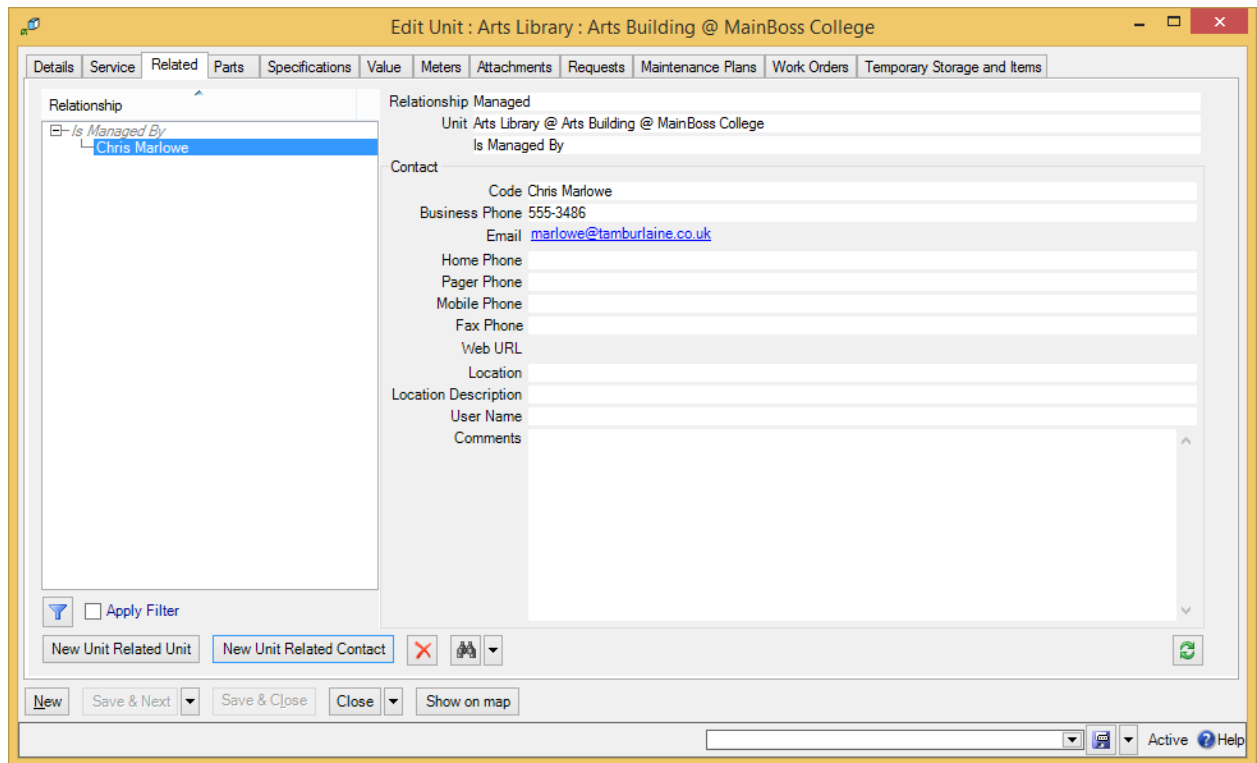 Edit Unit : Arts Library : Arts Building @ MainBoss College
Details Service Related Parts Specifications Value Meters Attachments Requests Maintenance Plans Work Orders Temporary Storage and Items
Relationship
Is Managed By
Chris Marlowe
Relationship Managed
Unit Arts Library @ Arts Building @ MainBoss College
Is Managed By
Contact
Code Chris Marlowe
Business Phone 555-3486
Email marlowe@tamburlaine.co.uk
Home Phone
Pager Phone
Mobile Phone
Fax Phone
Web URL
Location
Location Description
User Name
Comments
Apply Filter
New Unit Related Unit New Unit Related Contact
New Save & Next Save & Close Close Show on map
Active Help